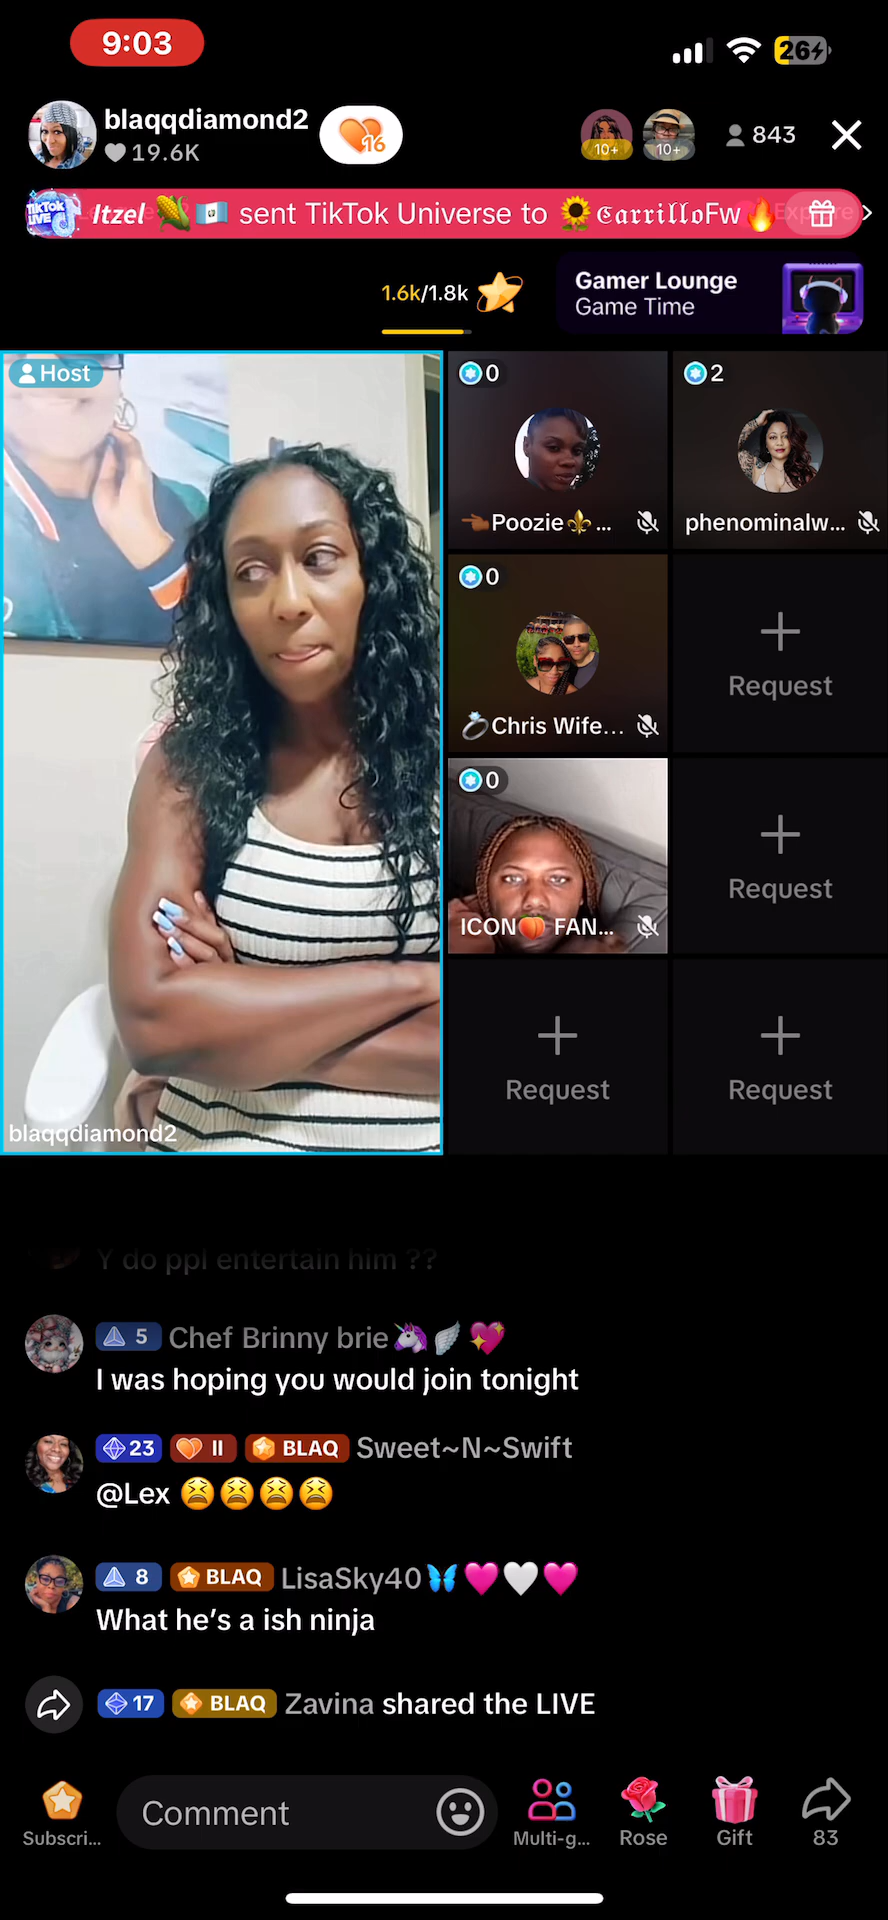 9:03
26
blaqqdiamond2
19.6K
16
10+
10+
843
TikTok LIVE
Itzel 🌽🇬🇹 sent TikTok Universe to 🌻𝕮𝖆𝖗𝖗𝖎𝖑𝖑𝖔Fw🔥
1.6k/1.8k
Gamer Lounge
Game Time
Host
0
2
👈🏾Poozie⚜️...
phenominalw...
0
💍Chris Wife...
Request
0
ICON🍑 FAN...
Request
Request
Request
blaqqdiamond2
Y do ppl entertain him ??
5 Chef Brinny brie🦄🪽💖
I was hoping you would join tonight
23 II BLAQ Sweet~N~Swift
@Lex 😫😫😫😫
8 BLAQ LisaSky40🦋🩷🤍🩷
What he's a ish ninja
17 BLAQ Zavina shared the LIVE
Comment
Subscri...
Multi-g...
Rose
Gift
83